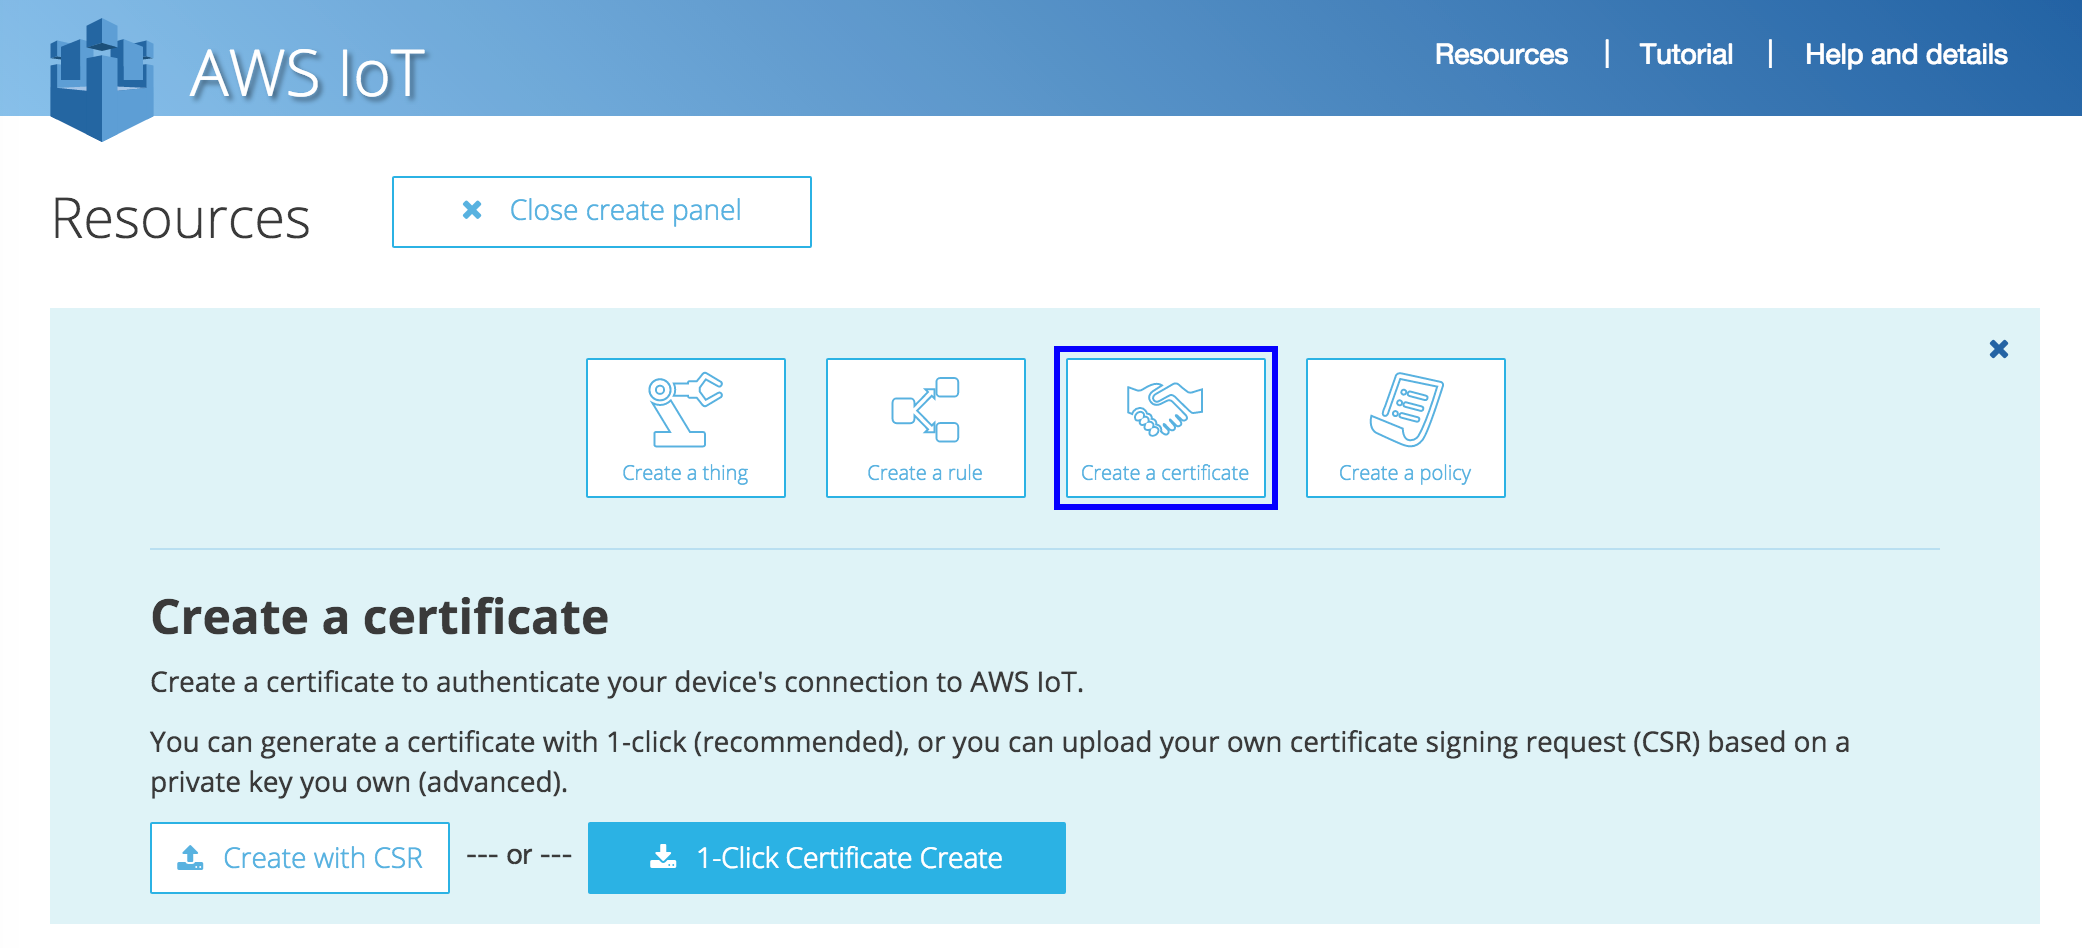 AWS IoT
Resources | Tutorial | Help and details
Resources
Close create panel
Create a thing
Create a rule
Create a certificate
Create a policy
Create a certificate
Create a certificate to authenticate your device's connection to AWS IoT.
You can generate a certificate with 1-click (recommended), or you can upload your own certificate signing request (CSR) based on a
private key you own (advanced).
Create with CSR --- or --- 1-Click Certificate Create